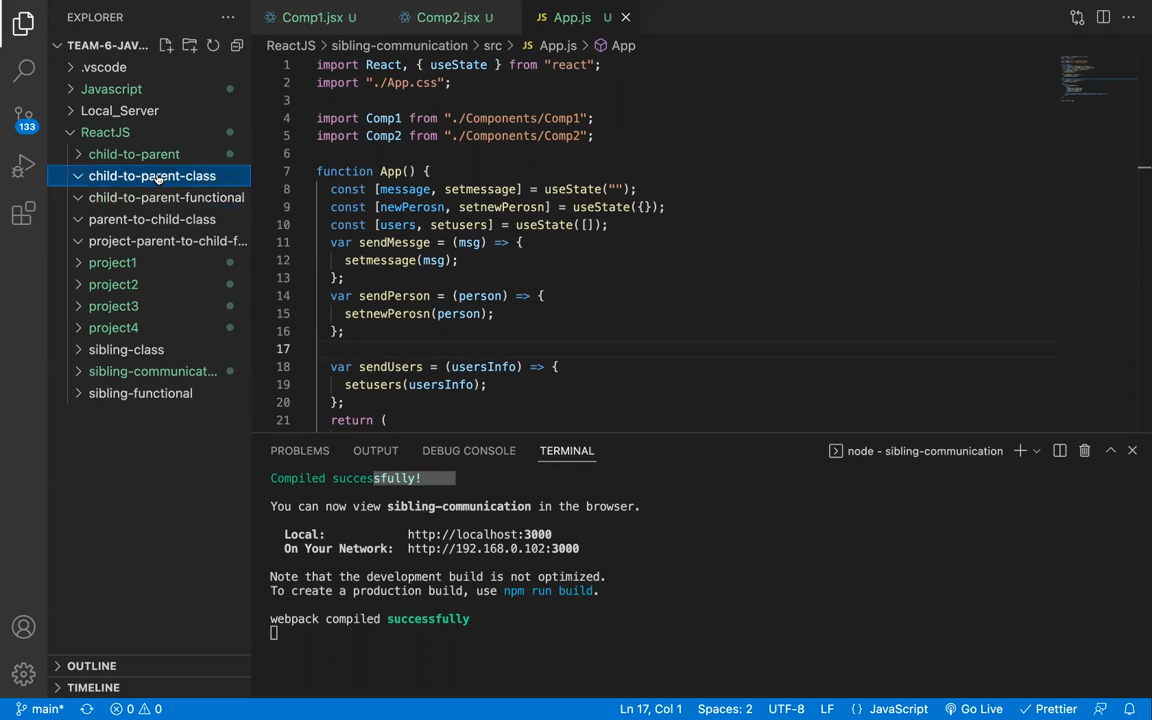 EXPLORER
Comp1.jsx U
Comp2.jsx U
JS App.js U
TEAM-6-JAV...
ReactJS > sibling-communication > src > JS App.js > App
.vscode
Javascript
Local_Server
ReactJS
child-to-parent
child-to-parent-class
child-to-parent-functional
parent-to-child-class
project-parent-to-child-f...
project1
project2
project3
project4
sibling-class
sibling-communicat...
sibling-functional
133
1 import React, { useState } from "react";
2 import "./App.css";
3
4 import Comp1 from "./Components/Comp1";
5 import Comp2 from "./Components/Comp2";
6
7 function App() {
8 const [message, setmessage] = useState("");
9 const [newPerosn, setnewPerosn] = useState({});
10 const [users, setusers] = useState([]);
11 var sendMessge = (msg) => {
12 setmessage(msg);
13 };
14 var sendPerson = (person) => {
15 setnewPerosn(person);
16 };
17
18 var sendUsers = (usersInfo) => {
19 setusers(usersInfo);
20 };
21 return (
PROBLEMS OUTPUT DEBUG CONSOLE TERMINAL
node - sibling-communication
Compiled successfully!
You can now view sibling-communication in the browser.
Local: http://localhost:3000
On Your Network: http://192.168.0.102:3000
Note that the development build is not optimized.
To create a production build, use npm run build.
webpack compiled successfully
OUTLINE
TIMELINE
main* 0 0 Ln 17, Col 1 Spaces: 2 UTF-8 LF {} JavaScript Go Live Prettier